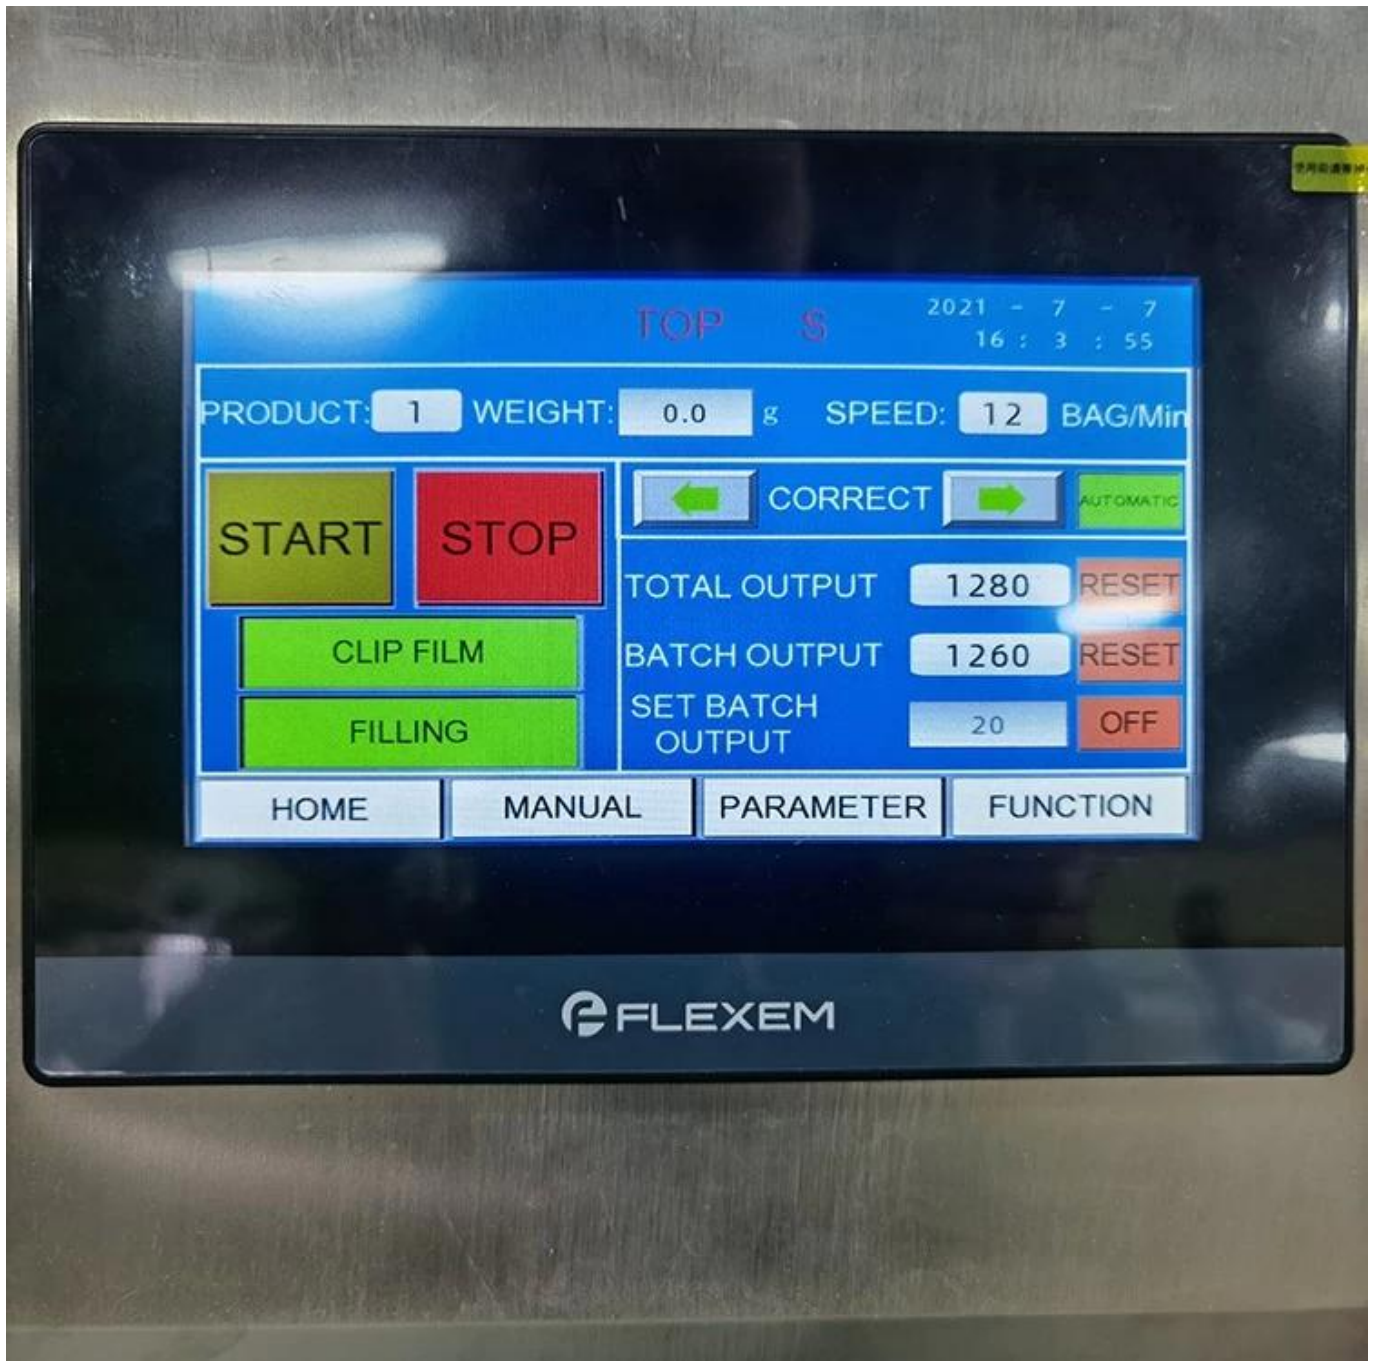 TOP S
2021 - 7 - 7
16 : 3 : 55
PRODUCT: 1 WEIGHT: 0.0 g SPEED: 12 BAG/Min
START STOP
CORRECT AUTOMATIC
TOTAL OUTPUT 1280 RESET
CLIP FILM
BATCH OUTPUT 1260 RESET
FILLING
SET BATCH
OUTPUT 20 OFF
HOME MANUAL PARAMETER FUNCTION
FLEXEM